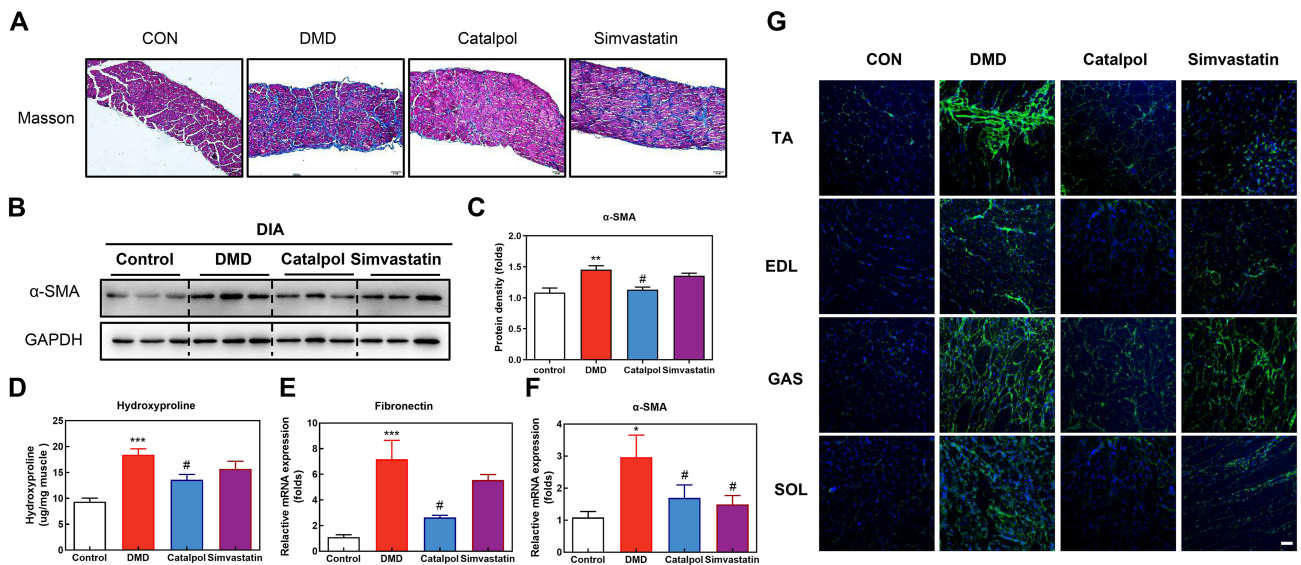 A
CON
DMD
Catalpol
Simvastatin
Masson
B
DIA
Control
DMD
Catalpol
Simvastatin
α-SMA
GAPDH
C
α-SMA
Protein density (folds)
2.0
1.5
1.0
0.5
0.0
**
#
control
DMD
Catalpol
Simvastatin
D
Hydroxyproline
Hydroxyproline
(ug/mg muscle )
25
20
15
10
5
0
***
#
Control
DMD
Catalpol
Simvastatin
E
Fibronectin
Relactive mRNA expression
(folds)
10
8
6
4
2
0
***
#
Control
DMD
Catalpol
Simvastatin
F
α-SMA
Relactive mRNA expression
(folds)
4
3
2
1
0
*
#
#
Control
DMD
Catalpol
Simvastatin
G
CON
DMD
Catalpol
Simvastatin
TA
EDL
GAS
SOL